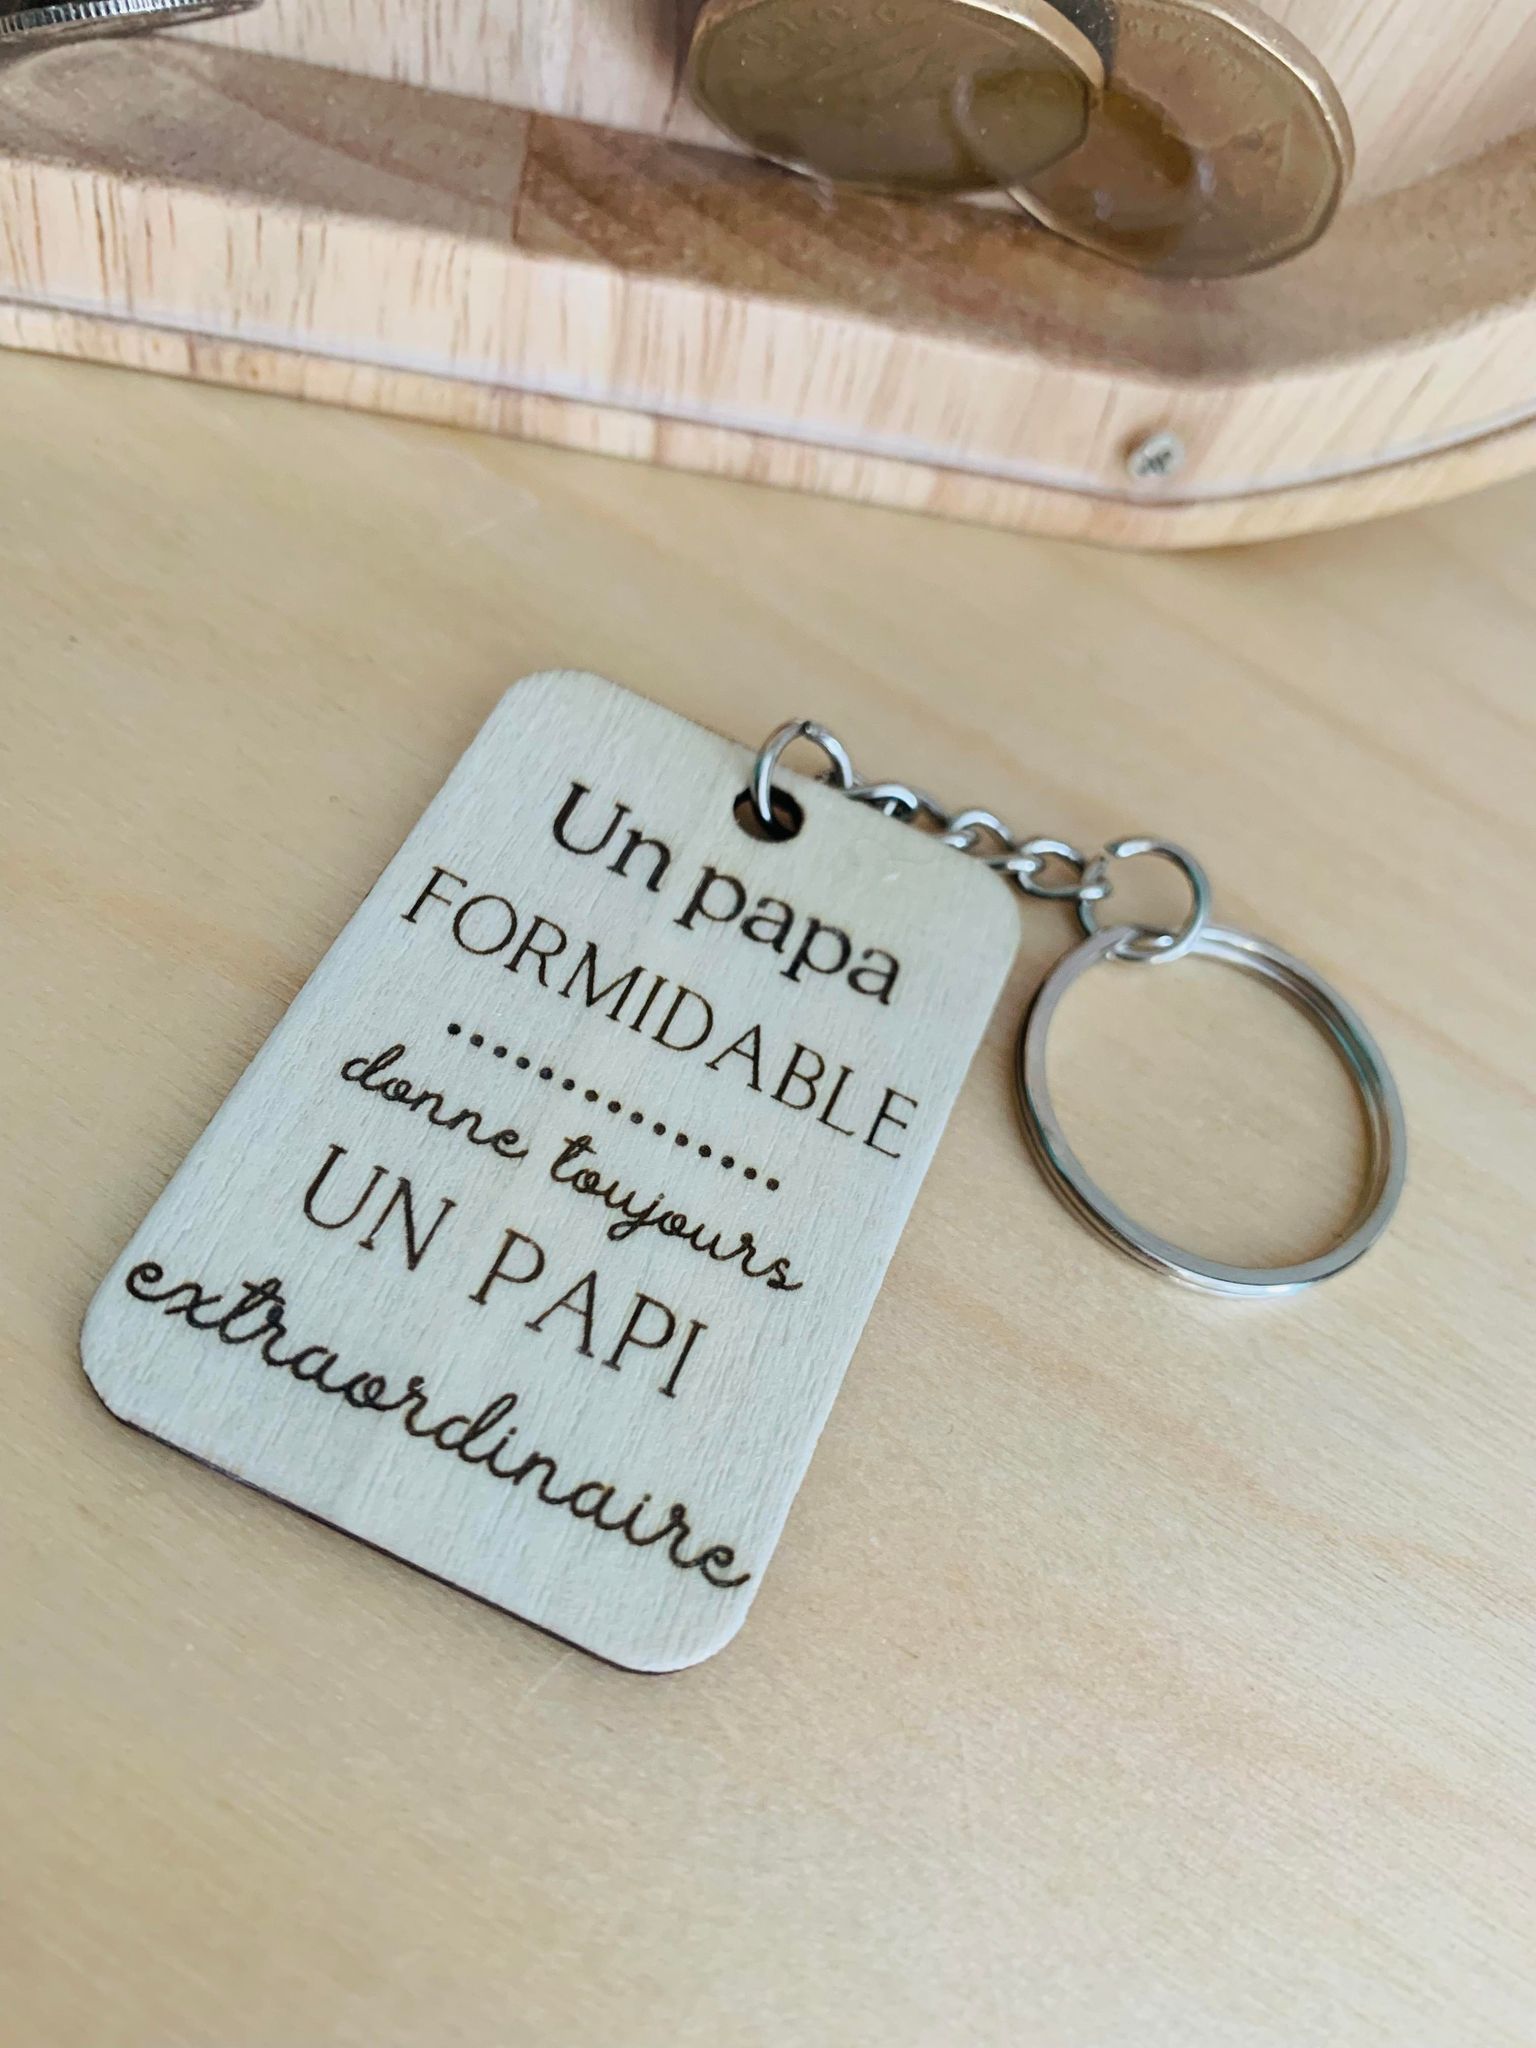 Un papa
FORMIDABLE
donne toujours
UN PAPI
extraordinaire